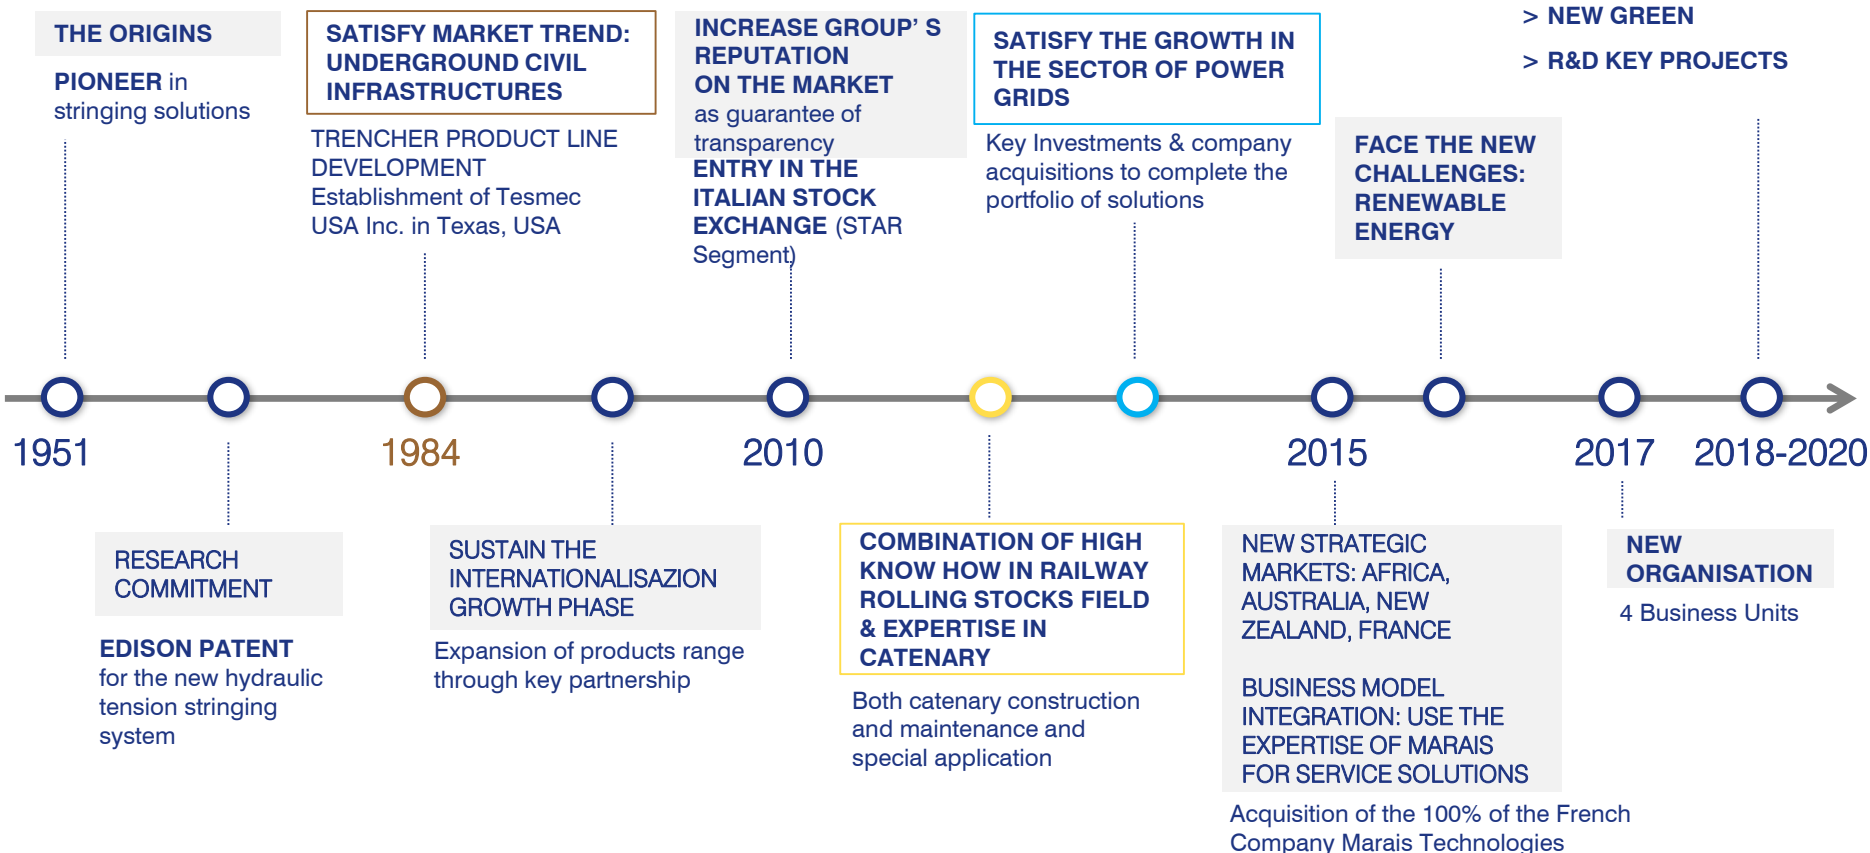 THE ORIGINS
PIONEER in
stringing solutions
SATISFY MARKET TREND:
UNDERGROUND CIVIL
INFRASTRUCTURES
TRENCHER PRODUCT LINE
DEVELOPMENT
Establishment of Tesmec
USA Inc. in Texas, USA
INCREASE GROUP' S
REPUTATION
ON THE MARKET
as guarantee of
transparency
ENTRY IN THE
ITALIAN STOCK
EXCHANGE (STAR
Segment)
SATISFY THE GROWTH IN
THE SECTOR OF POWER
GRIDS
Key Investments & company
acquisitions to complete the
portfolio of solutions
FACE THE NEW
CHALLENGES:
RENEWABLE
ENERGY
> NEW GREEN
> R&D KEY PROJECTS
1951
1984
2010
2015
2017
2018-2020
RESEARCH
COMMITMENT
EDISON PATENT
for the new hydraulic
tension stringing
system
SUSTAIN THE
INTERNATIONALISAZION
GROWTH PHASE
Expansion of products range
through key partnership
COMBINATION OF HIGH
KNOW HOW IN RAILWAY
ROLLING STOCKS FIELD
& EXPERTISE IN
CATENARY
Both catenary construction
and maintenance and
special application
NEW STRATEGIC
MARKETS: AFRICA,
AUSTRALIA, NEW
ZEALAND, FRANCE
BUSINESS MODEL
INTEGRATION: USE THE
EXPERTISE OF MARAIS
FOR SERVICE SOLUTIONS
Acquisition of the 100% of the French
Company Marais Technologies
NEW
ORGANISATION
4 Business Units